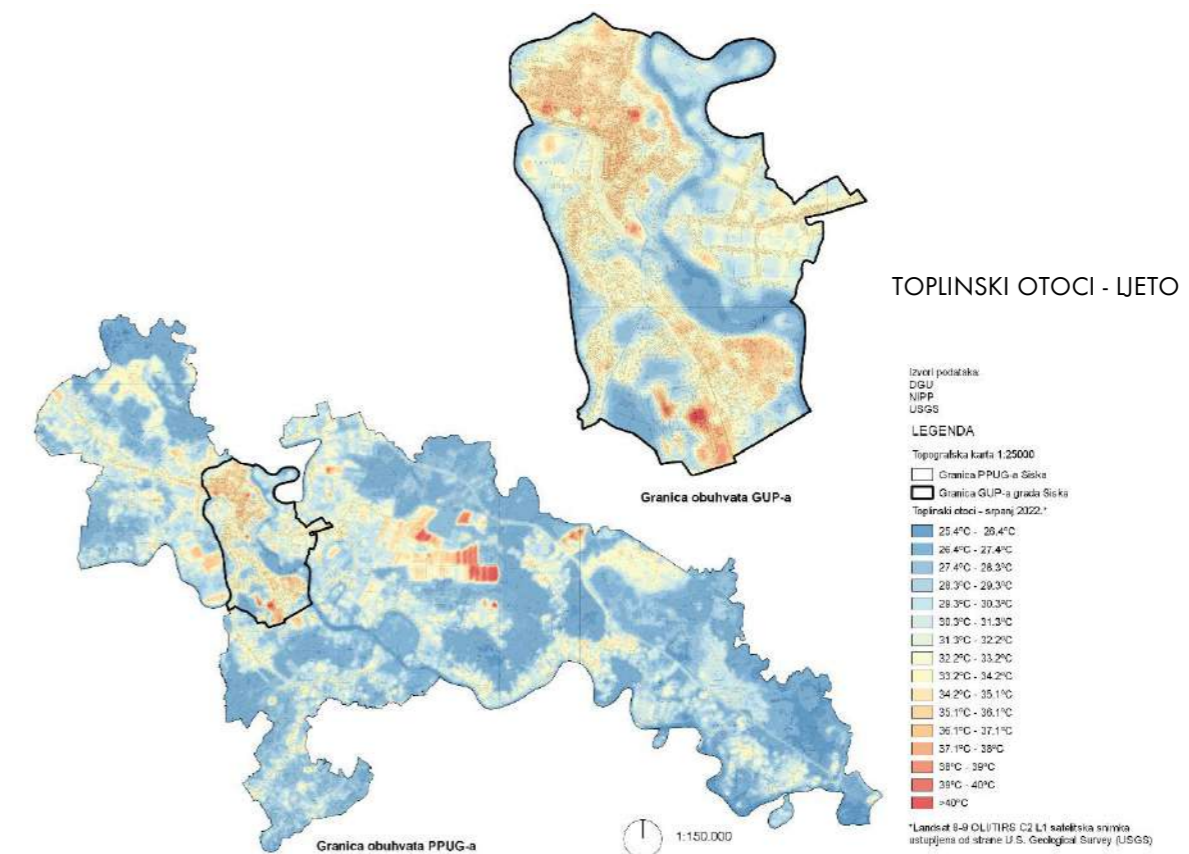 TOPLINSKI OTOCI - LJETO
Izvori podataka:
DGU
NIPP
USGS
LEGENDA
Topografska karta 1:25000
Granica PPUG-a Siska
Granica GUP-a grada Siska
Toplinski otoci - srpanj 2022.*
25.4°C - 26.4°C
26.4°C - 27.4°C
27.4°C - 28.3°C
28.3°C - 29.3°C
29.3°C - 30.3°C
30.3°C - 31.3°C
31.3°C - 32.2°C
32.2°C - 33.2°C
33.2°C - 34.2°C
34.2°C - 35.1°C
35.1°C - 36.1°C
36.1°C - 37.1°C
37.1°C - 38°C
38°C - 39°C
39°C - 40°C
>40°C
*Landsat 8-9 OLI/TIRS C2 L1 satelitska snimka
ustupljena od strane U.S. Geological Survey (USGS)
Granica obuhvata GUP-a
Granica obuhvata PPUG-a
1:150.000